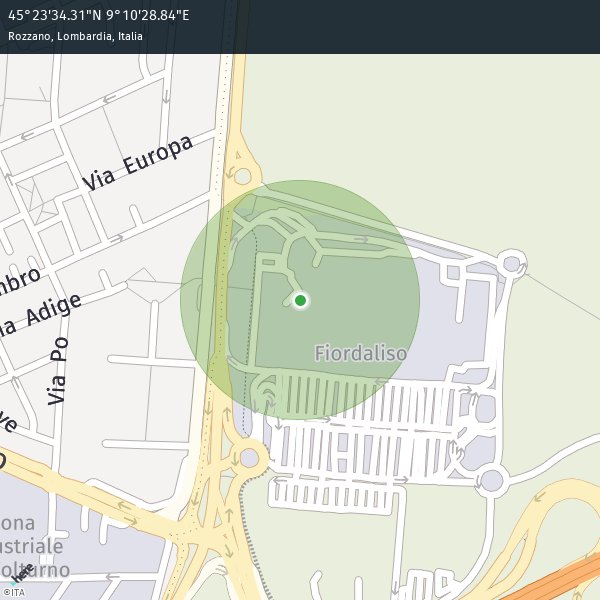 45°23'34.31"N 9°10'28.84"E
Rozzano, Lombardia, Italia
Via Europa
mbro
ia Adige
Via Po
Fiordaliso
ve
ona
ustriale
olturno
here
©ITA